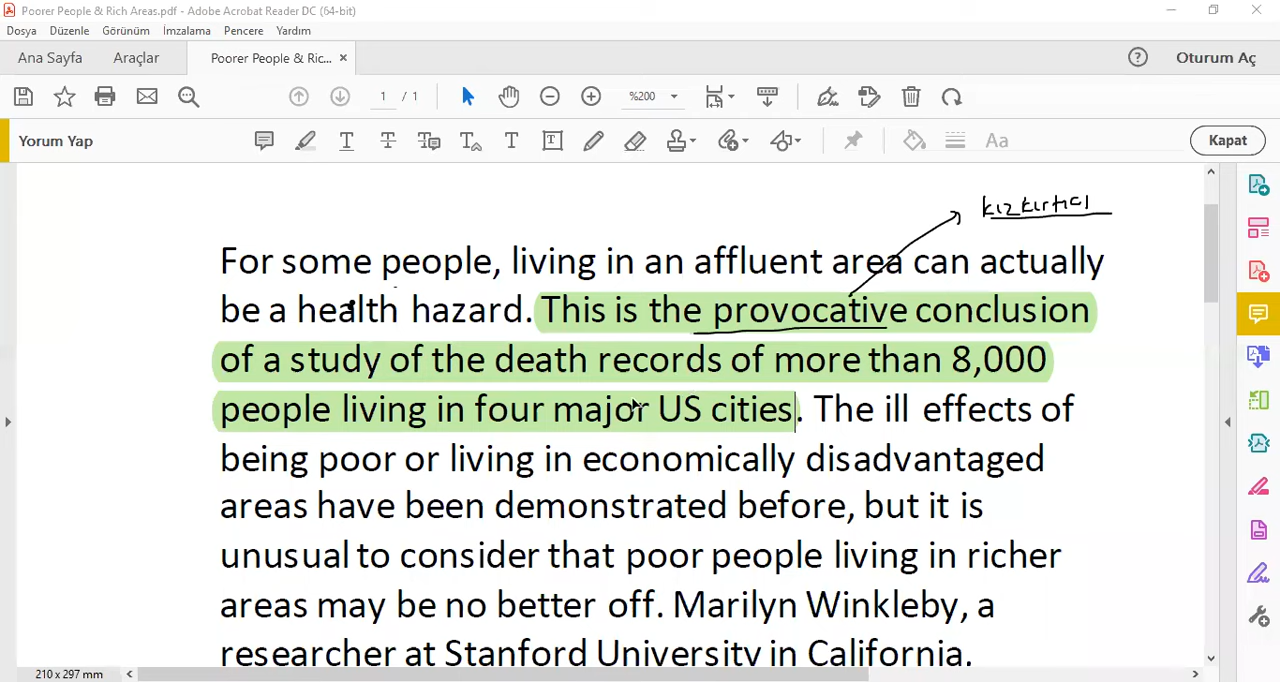 Poorer People & Rich Areas.pdf - Adobe Acrobat Reader DC (64-bit)
Dosya Düzenle Görünüm İmzalama Pencere Yardım
Ana Sayfa Araçlar Poorer People & Ric... × Oturum Aç
1 / 1 %200
Yorum Yap Aa Kapat
kızkırtıcı
For some people, living in an affluent area can actually
be a health hazard. This is the provocative conclusion
of a study of the death records of more than 8,000
people living in four major US cities. The ill effects of
being poor or living in economically disadvantaged
areas have been demonstrated before, but it is
unusual to consider that poor people living in richer
areas may be no better off. Marilyn Winkleby, a
researcher at Stanford University in California,
210 x 297 mm